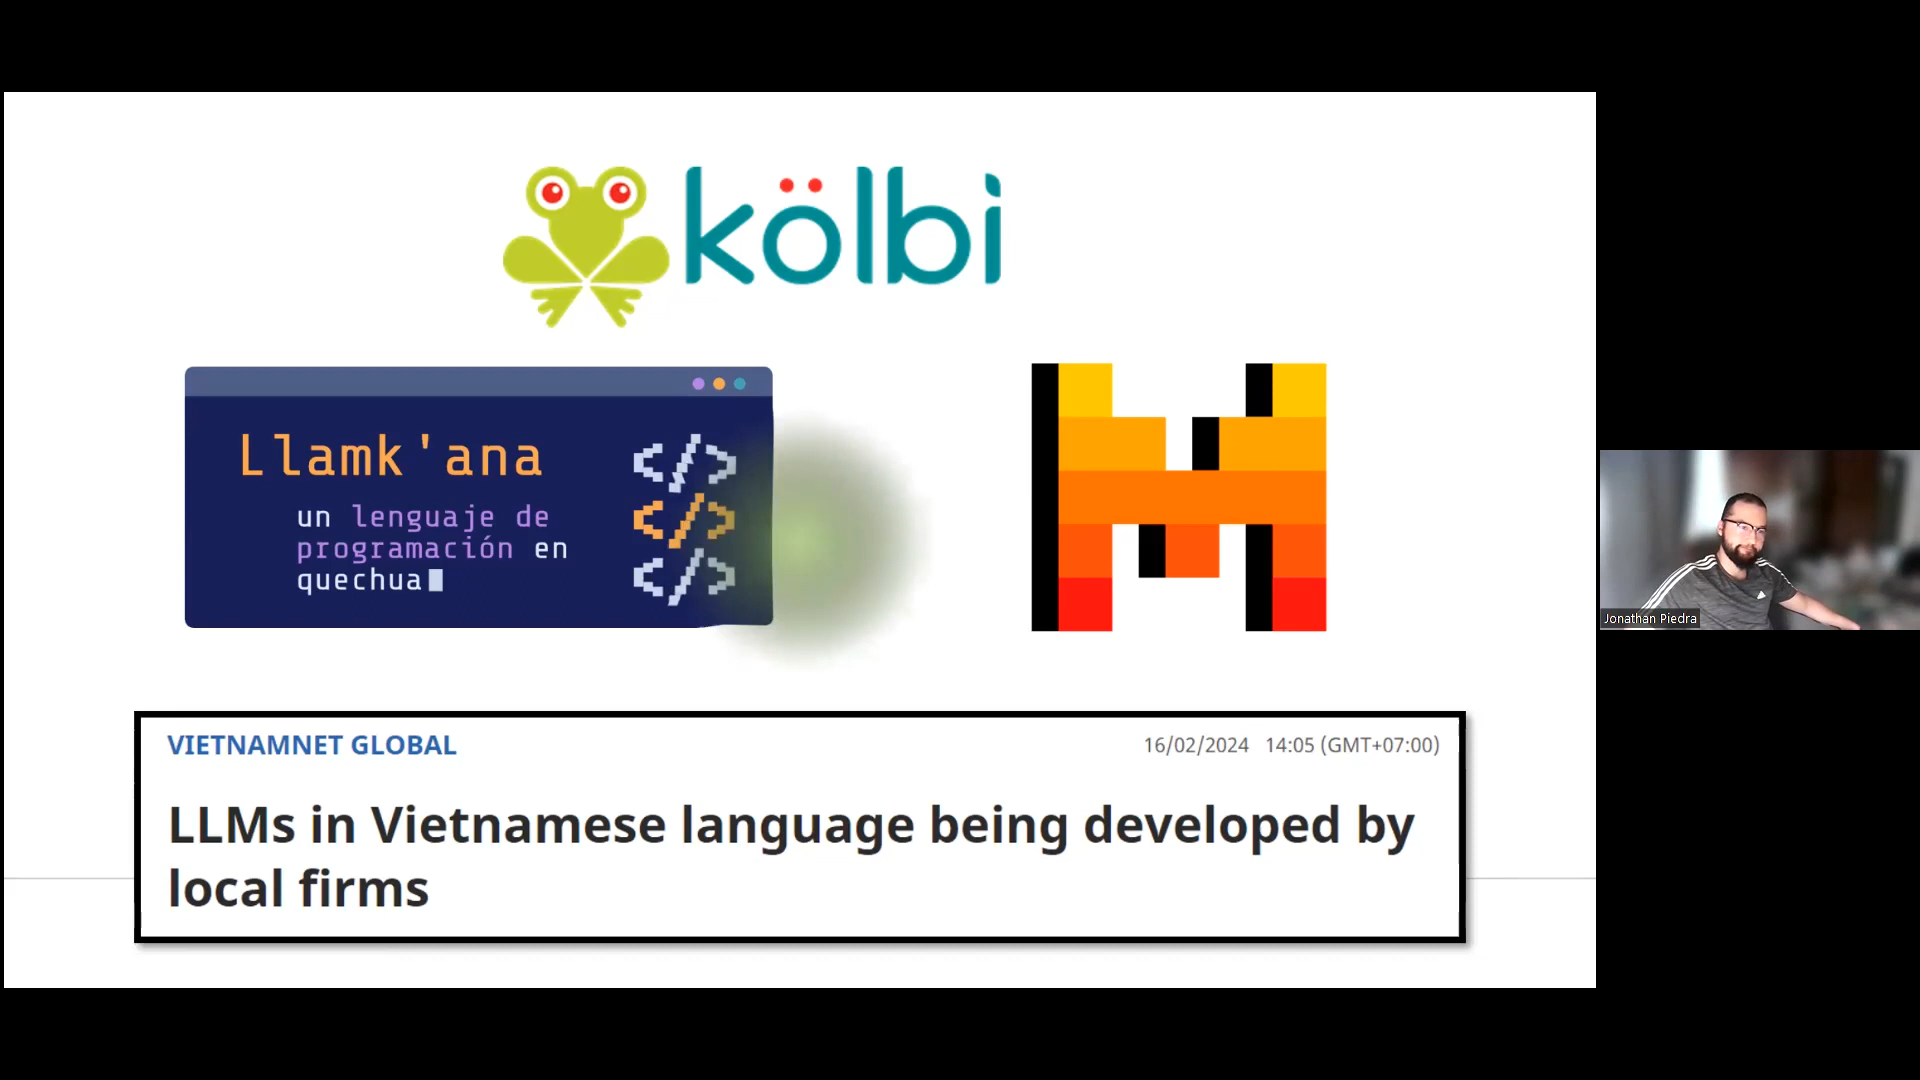 kölbi
Llamk'ana
un lenguaje de
programación en
quechua
VIETNAMNET GLOBAL
16/02/2024 14:05 (GMT+07:00)
LLMs in Vietnamese language being developed by
local firms
Jonathan Piedra